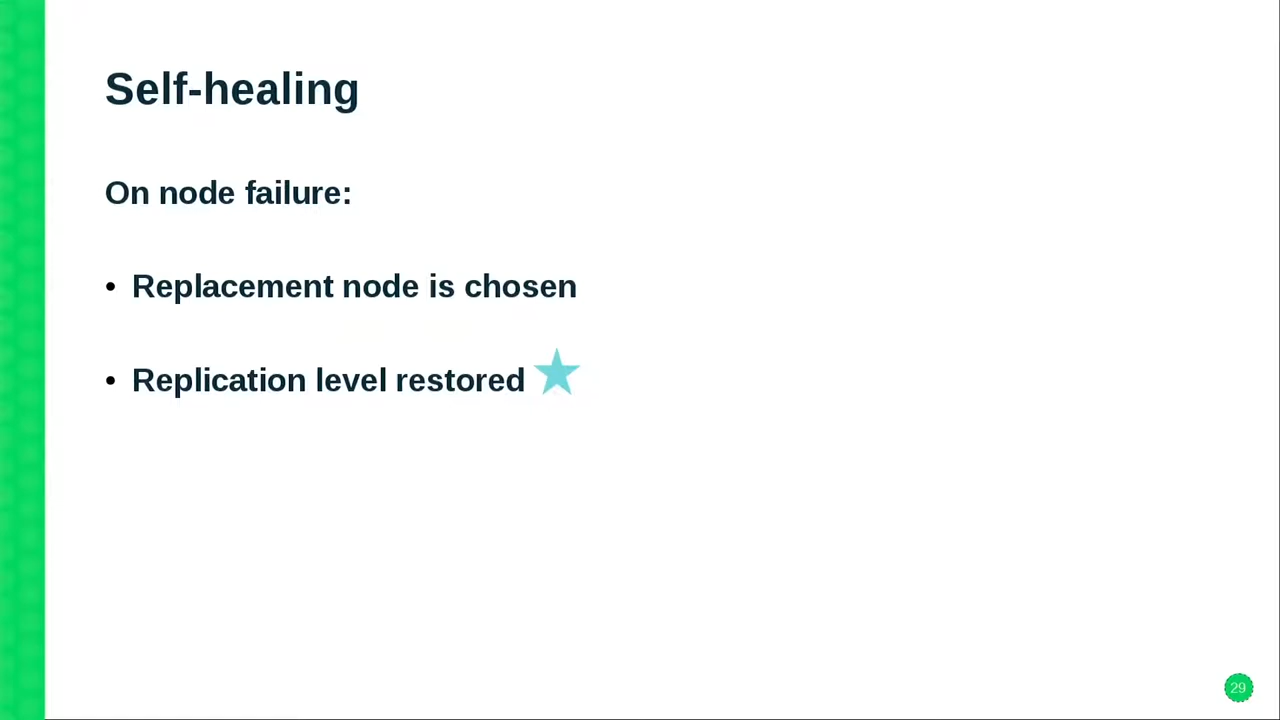 Self-healing
On node failure:
• Replacement node is chosen
• Replication level restored
29